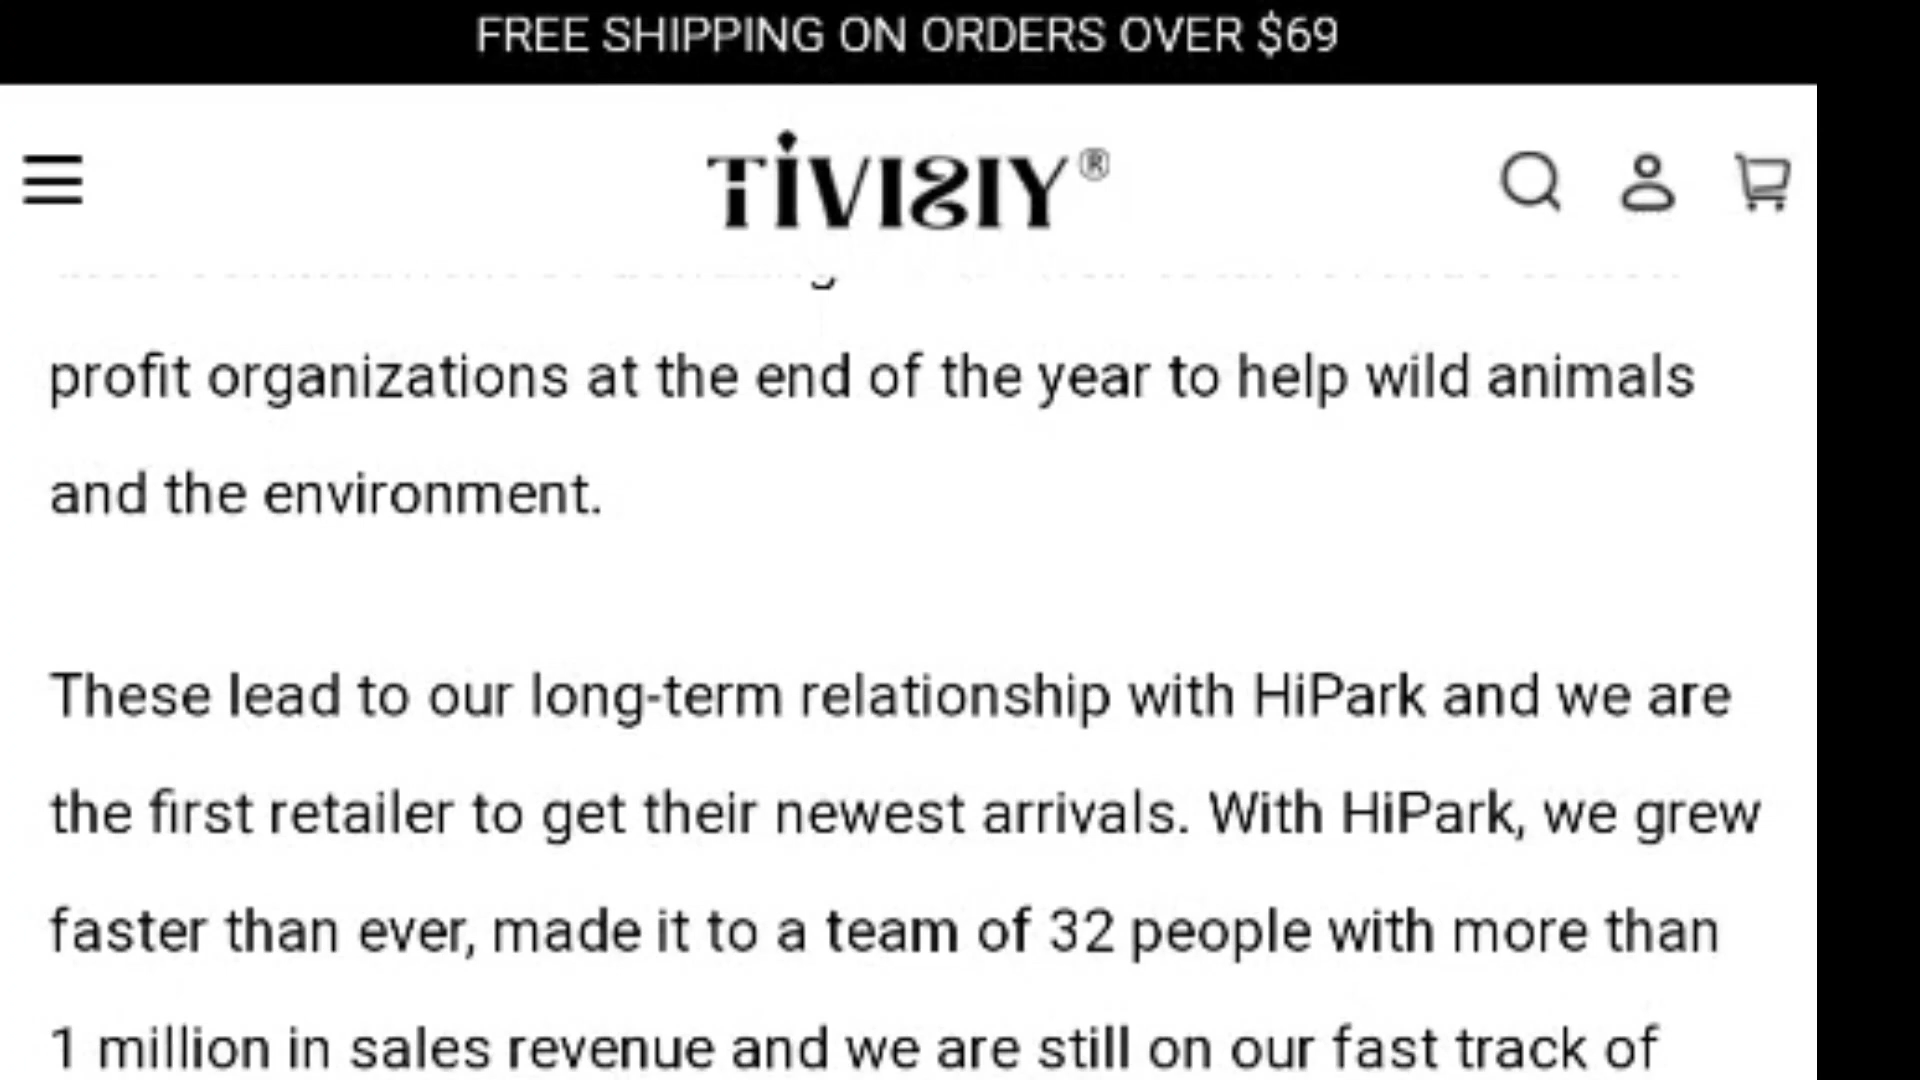 FREE SHIPPING ON ORDERS OVER $69
TIVISIY®
profit organizations at the end of the year to help wild animals
and the environment.
These lead to our long-term relationship with HiPark and we are
the first retailer to get their newest arrivals. With HiPark, we grew
faster than ever, made it to a team of 32 people with more than
1 million in sales revenue and we are still on our fast track of